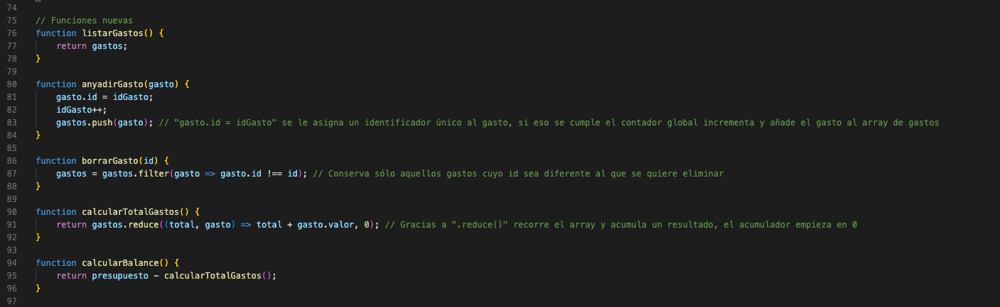 74
75 // Funciones nuevas
76 function listarGastos() {
77 return gastos;
78 }
79
80 function anyadirGasto(gasto) {
81 gasto.id = idGasto;
82 idGasto++;
83 gastos.push(gasto); // "gasto.id = idGasto" se le asigna un identificador único al gasto, si eso se cumple el contador global incrementa y añade el gasto al array de gastos
84 }
85
86 function borrarGasto(id) {
87 gastos = gastos.filter(gasto => gasto.id !== id); // Conserva sólo aquellos gastos cuyo id sea diferente al que se quiere eliminar
88 }
89
90 function calcularTotalGastos() {
91 return gastos.reduce((total, gasto) => total + gasto.valor, 0); // Gracias a ".reduce()" recorre el array y acumula un resultado, el acumulador empieza en 0
92 }
93
94 function calcularBalance() {
95 return presupuesto - calcularTotalGastos();
96 }
97